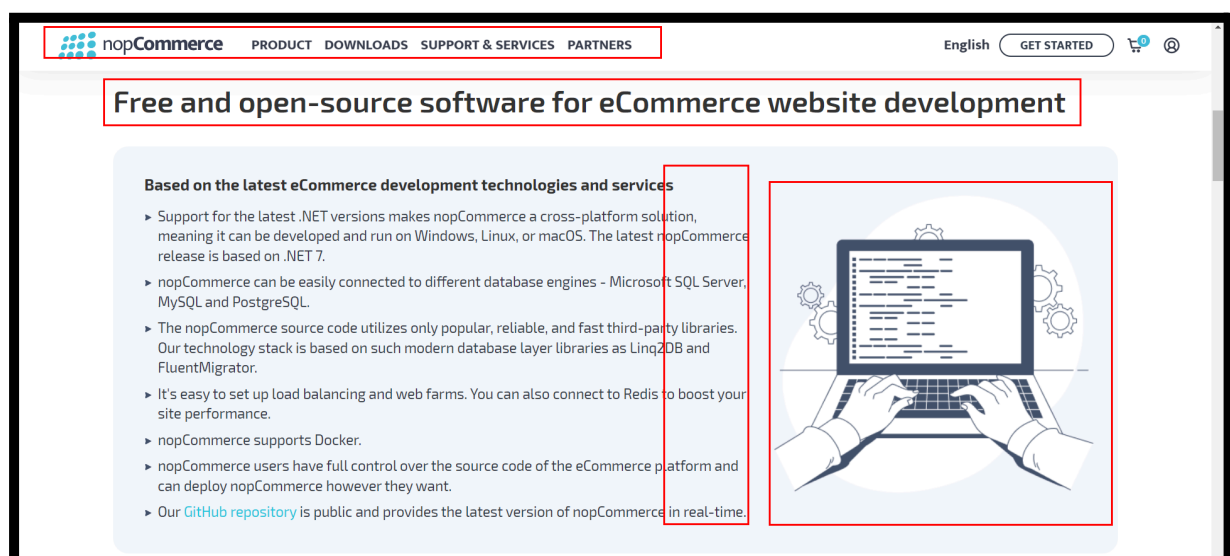 nopCommerce PRODUCT DOWNLOADS SUPPORT & SERVICES PARTNERS English GET STARTED 0
Free and open-source software for eCommerce website development
Based on the latest eCommerce development technologies and services
▸ Support for the latest .NET versions makes nopCommerce a cross-platform solution,
meaning it can be developed and run on Windows, Linux, or macOS. The latest nopCommerce
release is based on .NET 7.
▸ nopCommerce can be easily connected to different database engines - Microsoft SQL Server,
MySQL and PostgreSQL.
▸ The nopCommerce source code utilizes only popular, reliable, and fast third-party libraries.
Our technology stack is based on such modern database layer libraries as Linq2DB and
FluentMigrator.
▸ It's easy to set up load balancing and web farms. You can also connect to Redis to boost your
site performance.
▸ nopCommerce supports Docker.
▸ nopCommerce users have full control over the source code of the eCommerce platform and
can deploy nopCommerce however they want.
▸ Our GitHub repository is public and provides the latest version of nopCommerce in real-time.